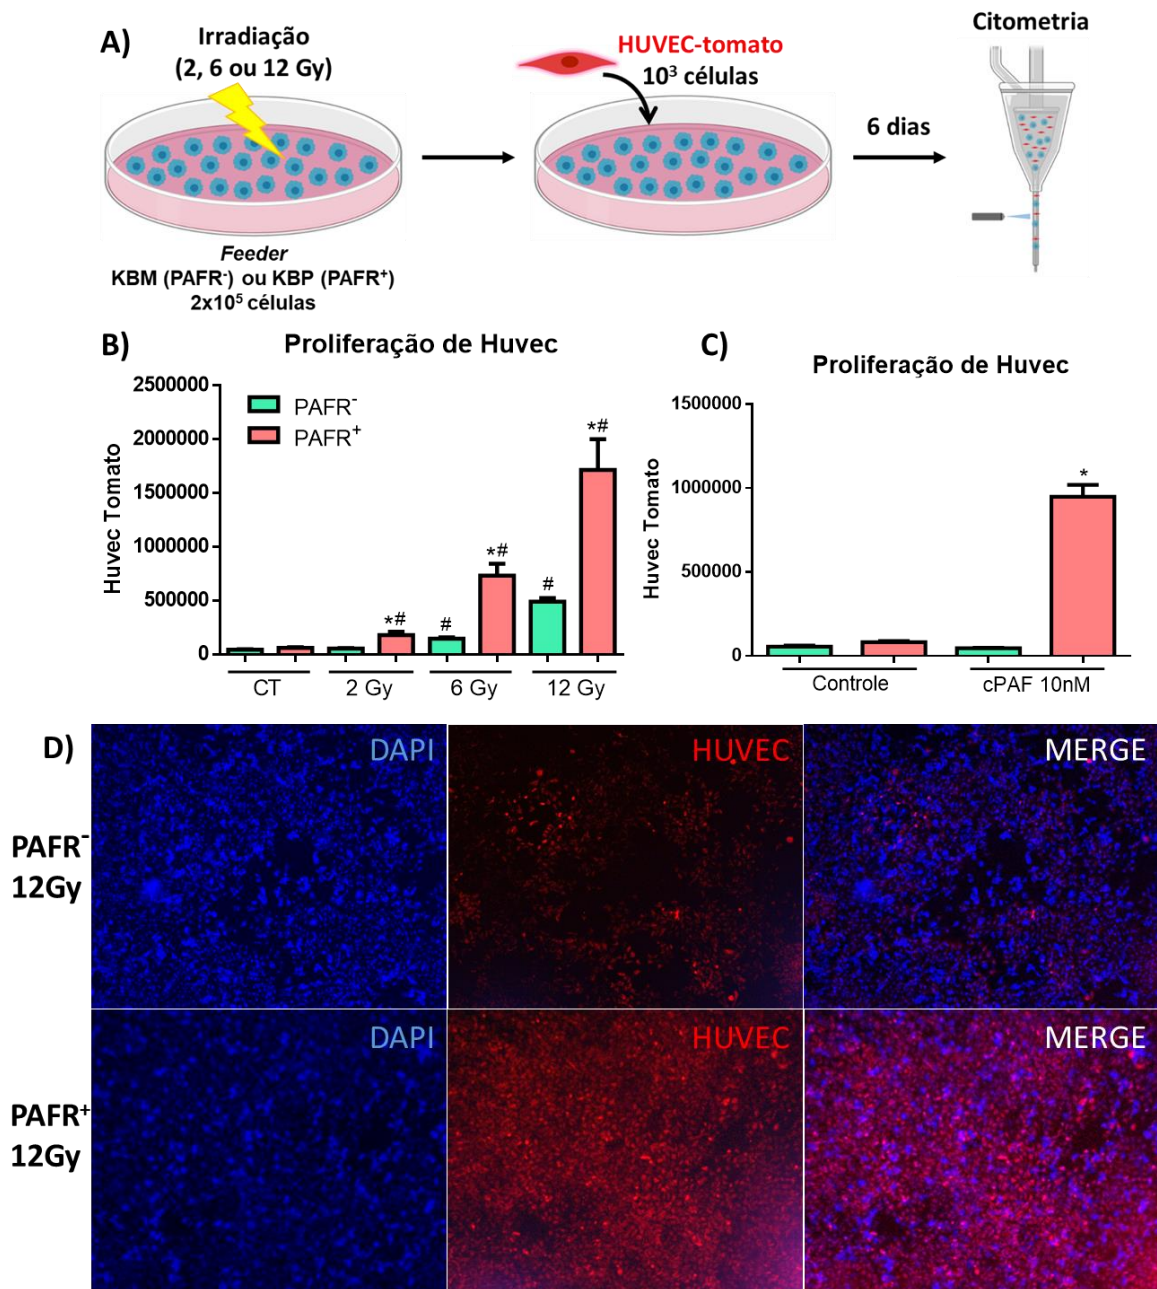 A)
Irradiação
(2, 6 ou 12 Gy)
HUVEC-tomato
10³ células
Citometria
6 dias
Feeder
KBM (PAFR⁻) ou KBP (PAFR⁺)
2x10⁵ células
B)
Proliferação de Huvec
Huvec Tomato
2500000
2000000
1500000
1000000
500000
0
PAFR⁻
PAFR⁺
*#
*#
*#
#
#
CT
2 Gy
6 Gy
12 Gy
C)
Proliferação de Huvec
Huvec Tomato
1500000
1000000
500000
0
*
Controle
cPAF 10nM
D)
DAPI
HUVEC
MERGE
PAFR⁻
12Gy
DAPI
HUVEC
MERGE
PAFR⁺
12Gy